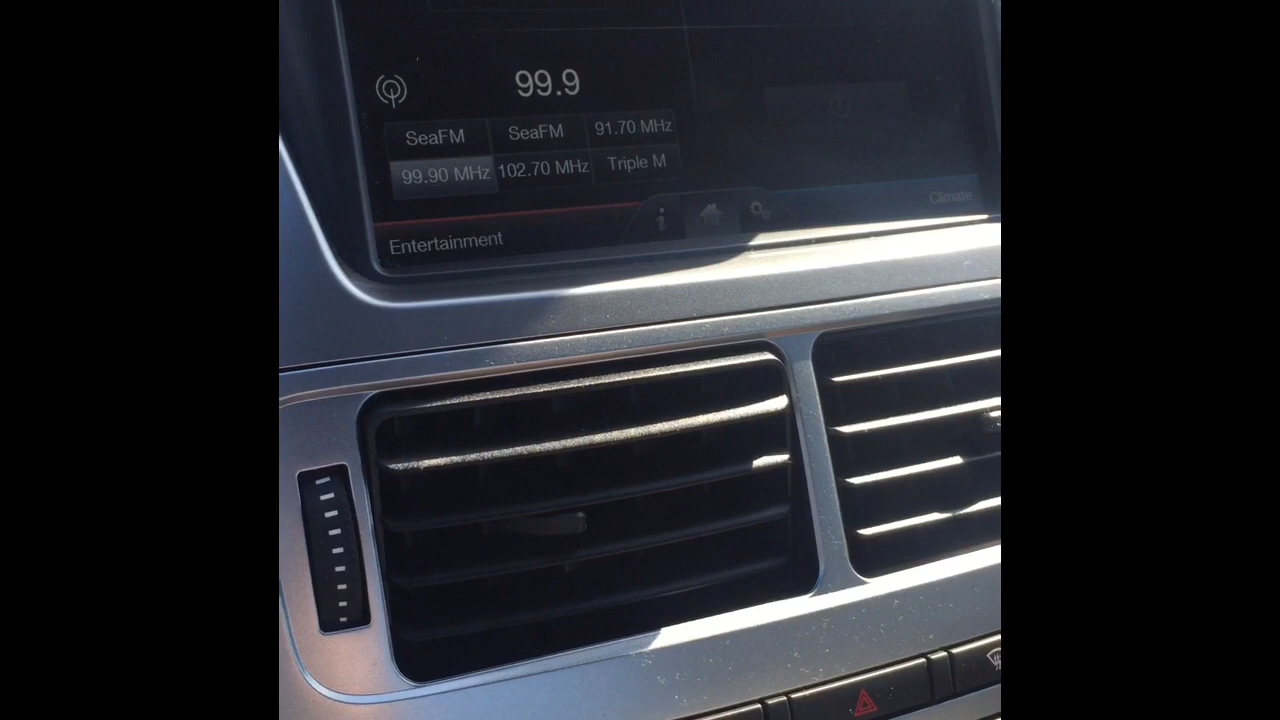 99.9
SeaFM SeaFM 91.70 MHz
99.90 MHz 102.70 MHz Triple M
Climate
Entertainment